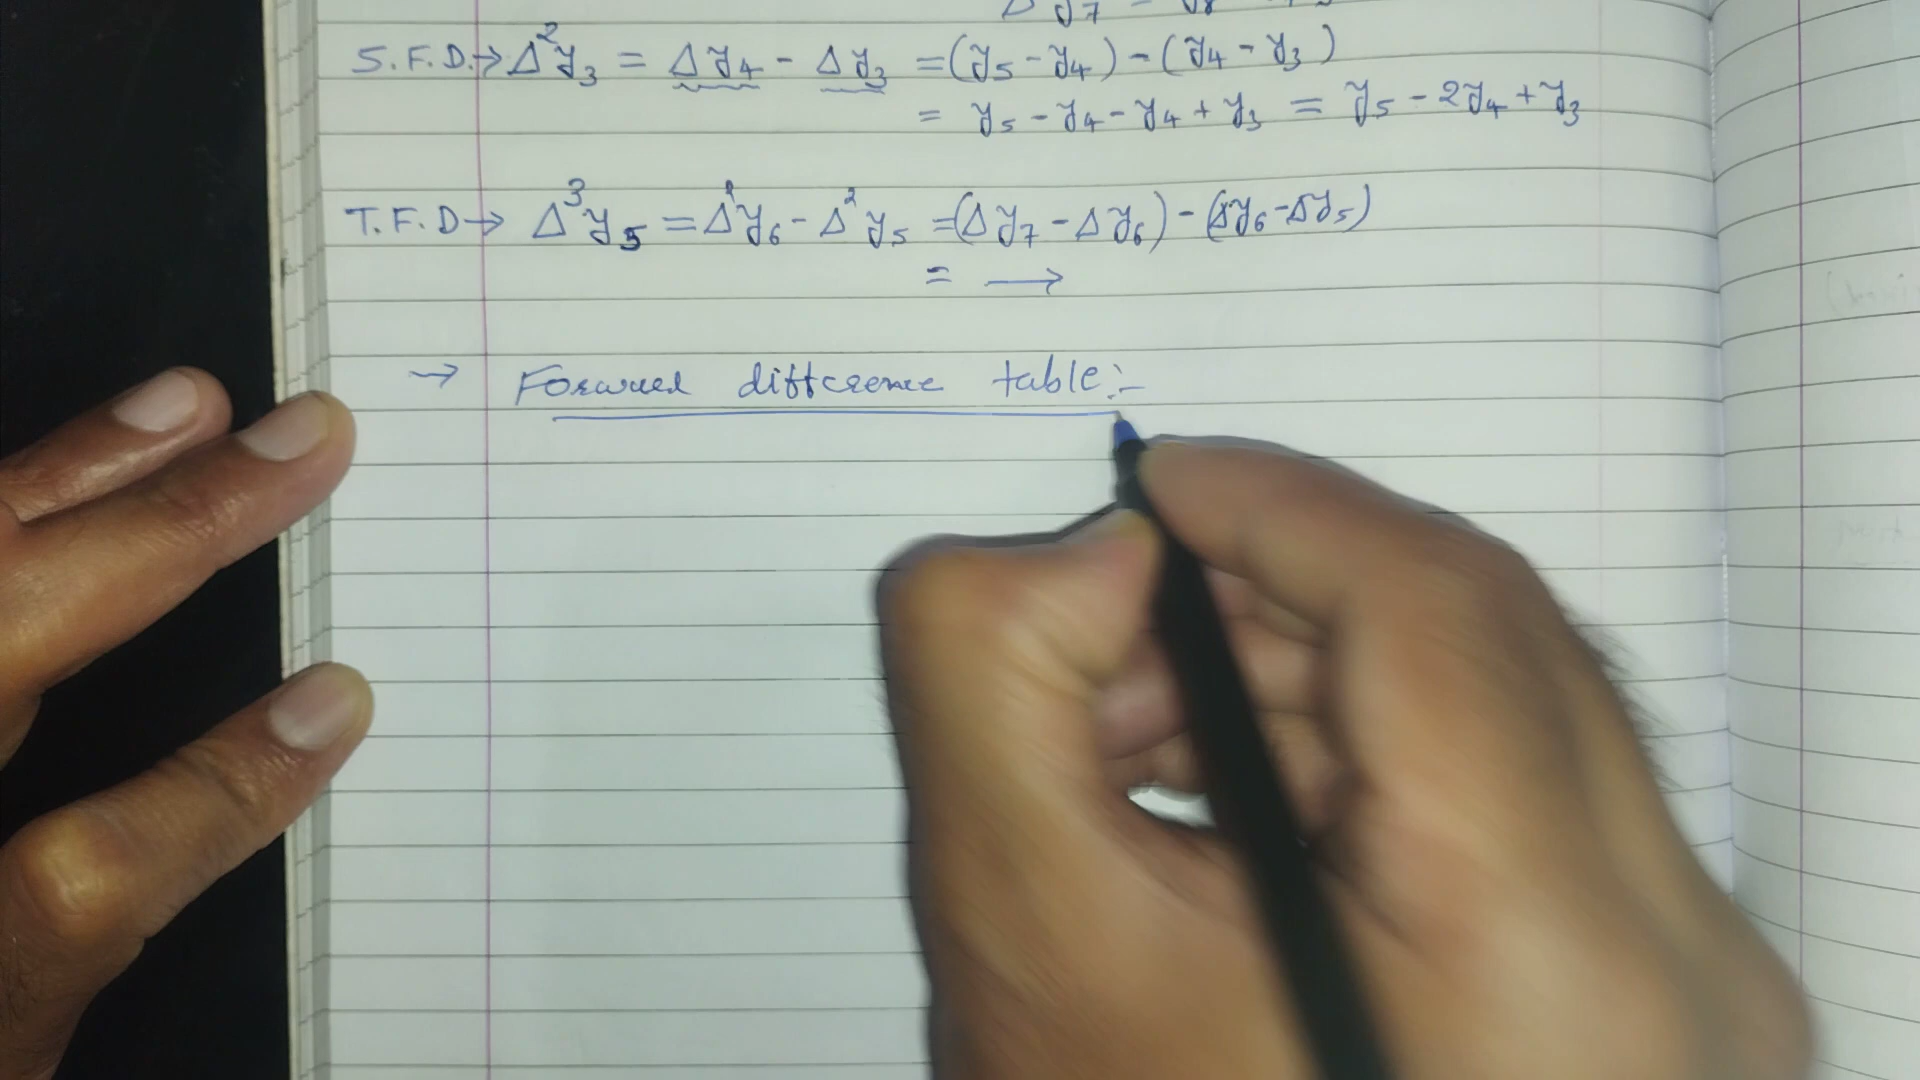 S.F.D.→ Δ²y₃ = Δy₄ - Δy₃ = (y₅ - y₄) - (y₄ - y₃)
= y₅ - y₄ - y₄ + y₃ = y₅ - 2y₄ + y₃
T.F.D→ Δ³y₅ = Δ²y₆ - Δ²y₅ = (Δy₇ - Δy₆) - (Δy₆ - Δy₅)
= →
→ Forward difference table:-